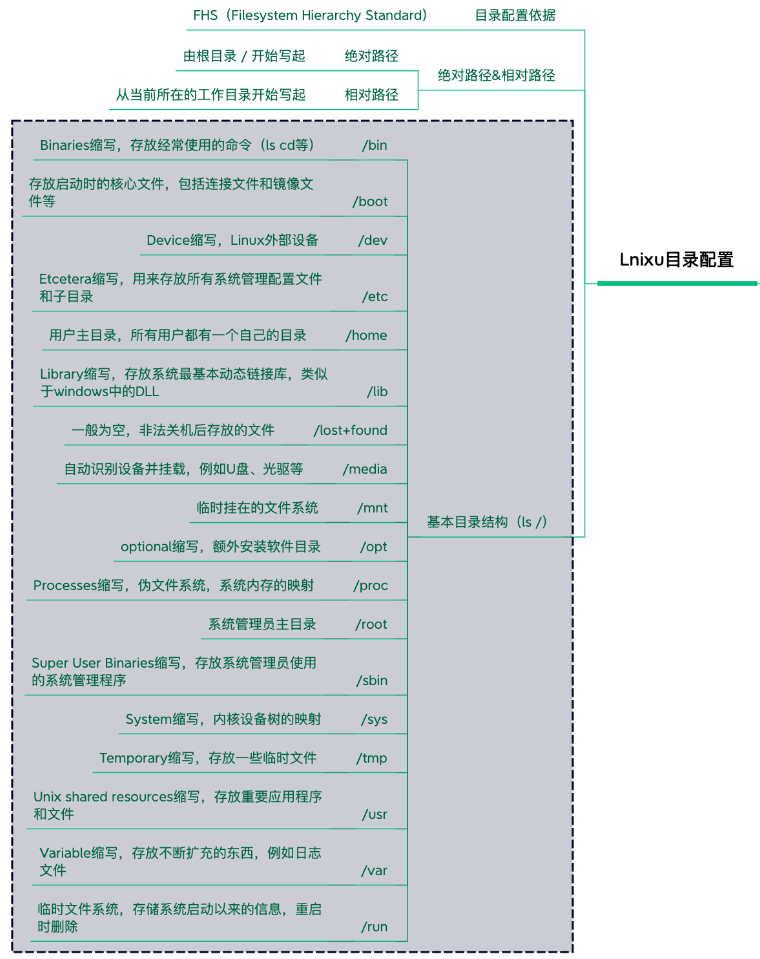 FHS（Filesystem Hierarchy Standard） 目录配置依据
由根目录 / 开始写起 绝对路径
绝对路径&相对路径
从当前所在的工作目录开始写起 相对路径
Binaries缩写，存放经常使用的命令（ls cd等） /bin
存放启动时的核心文件，包括连接文件和镜像文
件等 /boot
Device缩写，Linux外部设备 /dev
Lnixu目录配置
Etcetera缩写，用来存放所有系统管理配置文件
和子目录 /etc
用户主目录，所有用户都有一个自己的目录 /home
Library缩写，存放系统最基本动态链接库，类似
于windows中的DLL /lib
一般为空，非法关机后存放的文件 /lost+found
自动识别设备并挂载，例如U盘、光驱等 /media
临时挂在的文件系统 /mnt
基本目录结构（ls /）
optional缩写，额外安装软件目录 /opt
Processes缩写，伪文件系统，系统内存的映射 /proc
系统管理员主目录 /root
Super User Binaries缩写，存放系统管理员使用
的系统管理程序 /sbin
System缩写，内核设备树的映射 /sys
Temporary缩写，存放一些临时文件 /tmp
Unix shared resources缩写，存放重要应用程序
和文件 /usr
Variable缩写，存放不断扩充的东西，例如日志
文件 /var
临时文件系统，存储系统启动以来的信息，重启
时删除 /run